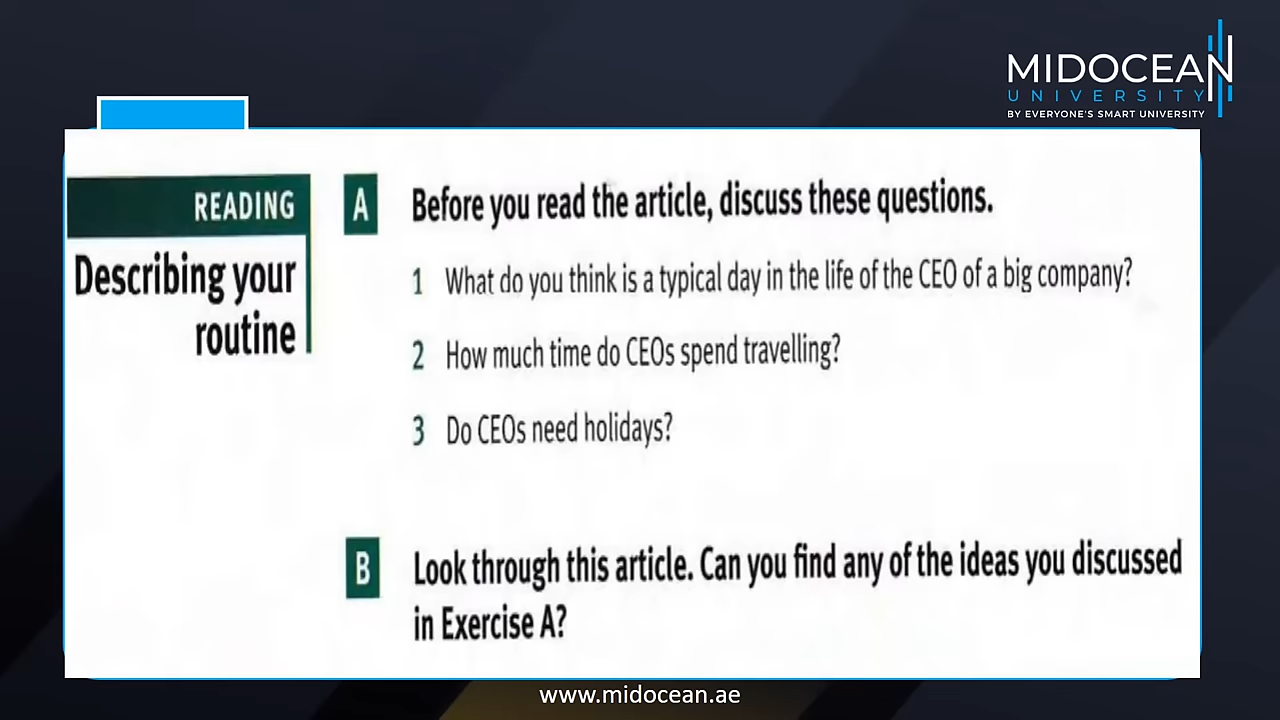 MIDOCEAN
UNIVERSITY
BY EVERYONE'S SMART UNIVERSITY
READING
Describing your
routine
A Before you read the article, discuss these questions.
1 What do you think is a typical day in the life of the CEO of a big company?
2 How much time do CEOs spend travelling?
3 Do CEOs need holidays?
B Look through this article. Can you find any of the ideas you discussed
in Exercise A?
www.midocean.ae